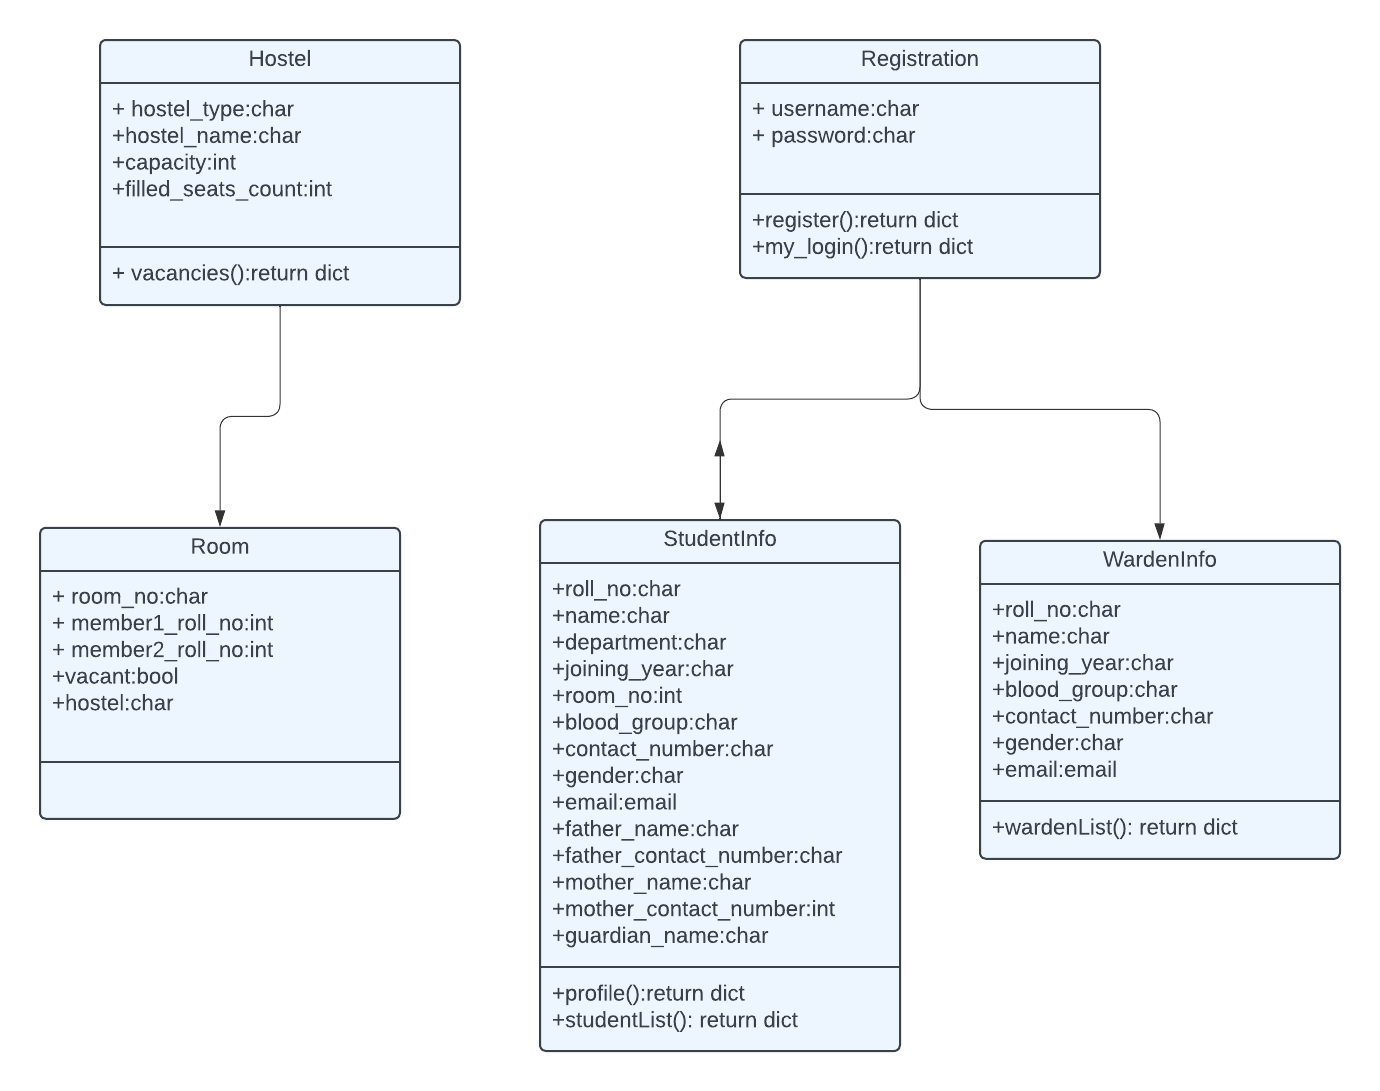 Hostel
+ hostel_type:char
+hostel_name:char
+capacity:int
+filled_seats_count:int
+ vacancies():return dict
Registration
+ username:char
+ password:char
+register():return dict
+my_login():return dict
Room
+ room_no:char
+ member1_roll_no:int
+ member2_roll_no:int
+vacant:bool
+hostel:char
StudentInfo
+roll_no:char
+name:char
+department:char
+joining_year:char
+room_no:int
+blood_group:char
+contact_number:char
+gender:char
+email:email
+father_name:char
+father_contact_number:char
+mother_name:char
+mother_contact_number:int
+guardian_name:char
+profile():return dict
+studentList(): return dict
WardenInfo
+roll_no:char
+name:char
+joining_year:char
+blood_group:char
+contact_number:char
+gender:char
+email:email
+wardenList(): return dict